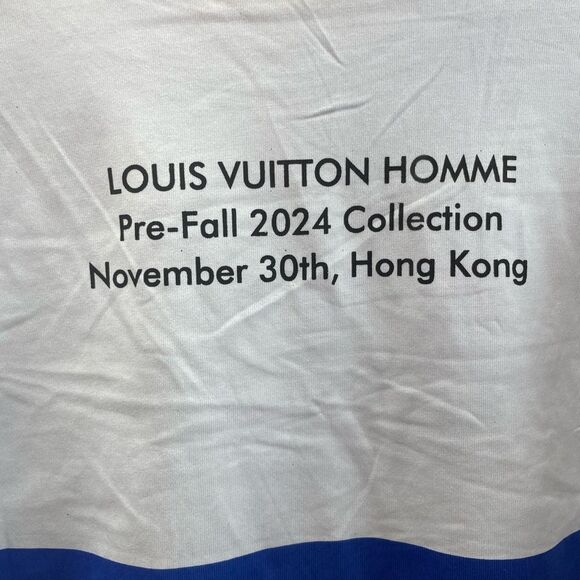 LOUIS VUITTON HOMME
Pre-Fall 2024 Collection
November 30th, Hong Kong